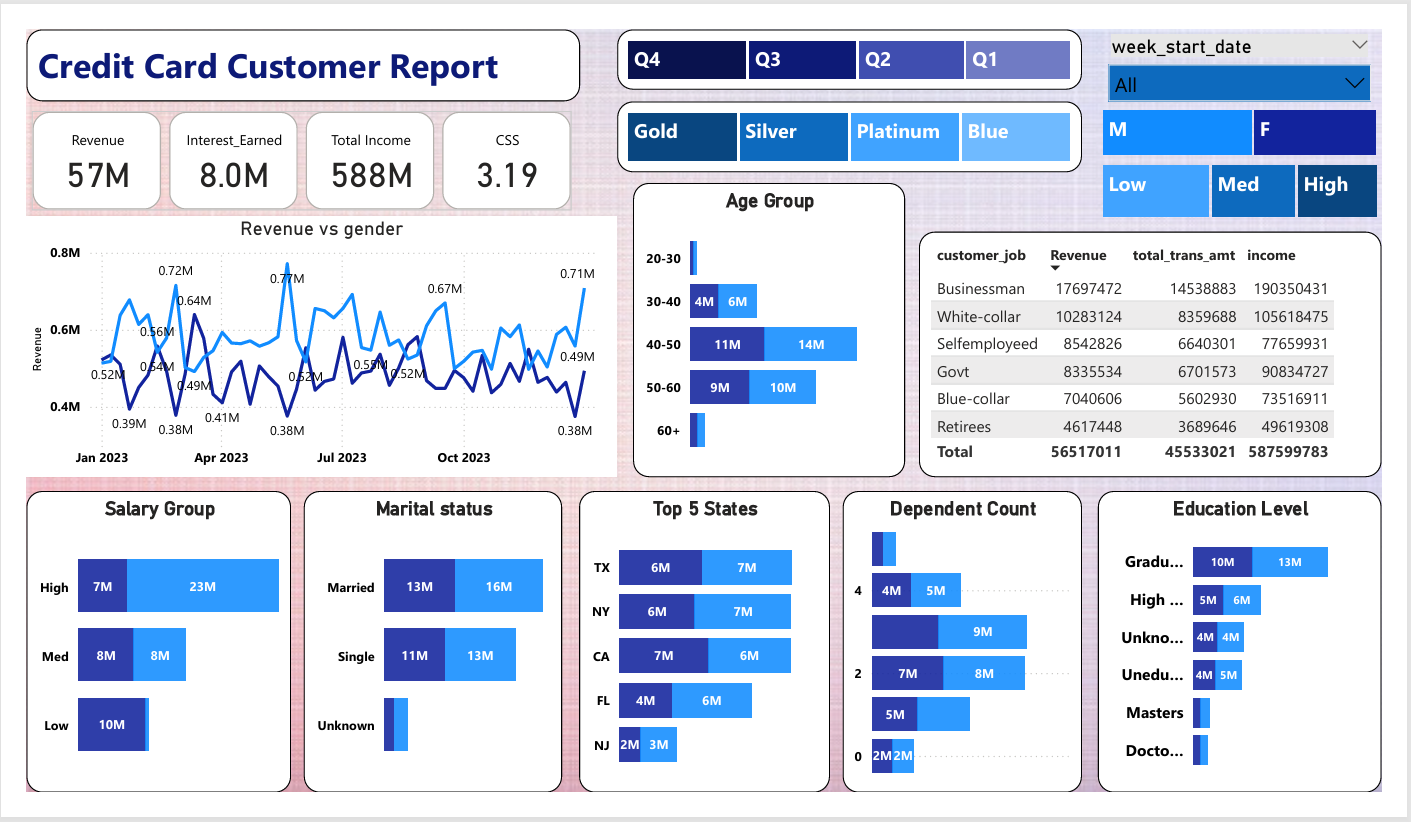 Credit Card Customer Report
Q4 Q3 Q2 Q1
week_start_date
All
Gold Silver Platinum Blue
M F
Low Med High
Revenue
57M
Interest_Earned
8.0M
Total Income
588M
CSS
3.19
Revenue vs gender
Revenue
0.8M
0.6M
0.4M
0.72M
0.77M
0.71M
0.64M
0.67M
0.56M
0.54M
0.52M
0.49M
0.52M
0.55M
0.52M
0.49M
0.39M
0.38M
0.41M
0.38M
0.38M
Jan 2023 Apr 2023 Jul 2023 Oct 2023
Age Group
20-30
30-40 4M 6M
40-50 11M 14M
50-60 9M 10M
60+
customer_job Revenue total_trans_amt income
Businessman 17697472 14538883 190350431
White-collar 10283124 8359688 105618475
Selfemployeed 8542826 6640301 77659931
Govt 8335534 6701573 90834727
Blue-collar 7040606 5602930 73516911
Retirees 4617448 3689646 49619308
Total 56517011 45533021 587599783
Salary Group
High 7M 23M
Med 8M 8M
Low 10M
Marital status
Married 13M 16M
Single 11M 13M
Unknown
Top 5 States
TX 6M 7M
NY 6M 7M
CA 7M 6M
FL 4M 6M
NJ 2M 3M
Dependent Count
4 4M 5M
9M
2 7M 8M
5M
0 2M 2M
Education Level
Gradu... 10M 13M
High ... 5M 6M
Unkno... 4M 4M
Unedu... 4M 5M
Masters
Docto...